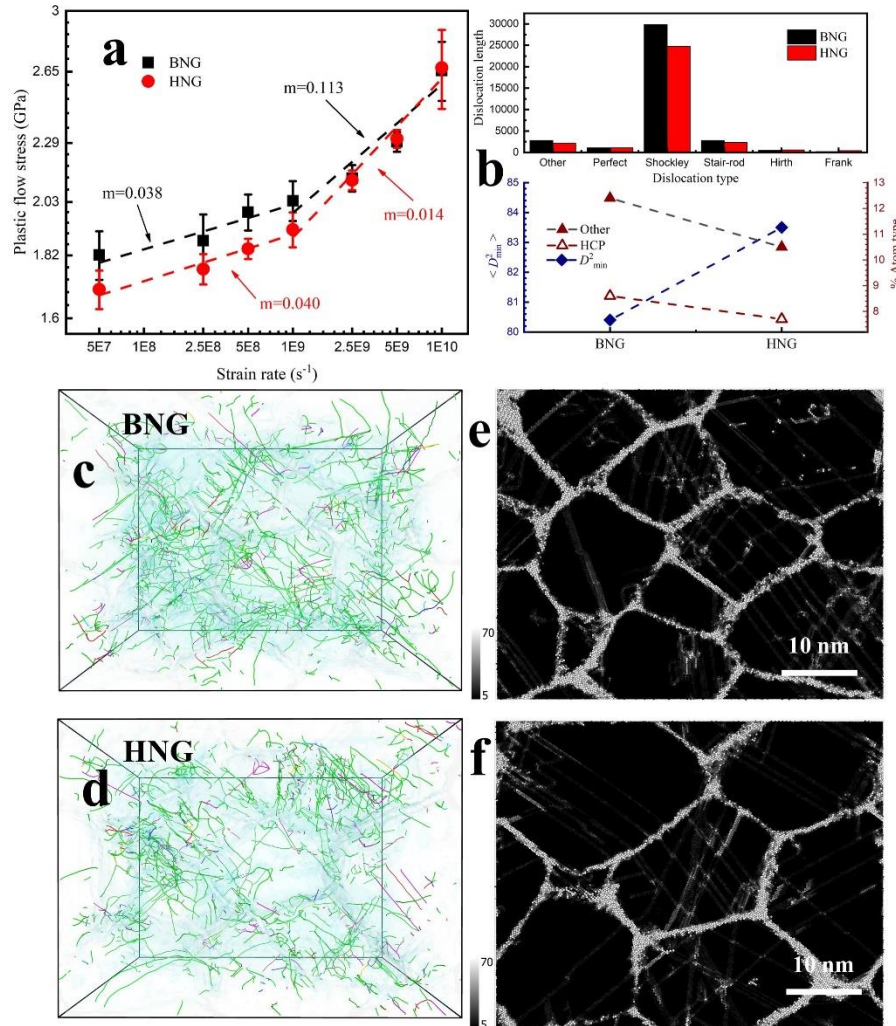 a
BNG
HNG
m=0.113
m=0.038
m=0.014
m=0.040
Plastic flow stress (GPa)
3
2.65
2.29
2.03
1.82
1.6
5E7
1E8
2.5E8
5E8
1E9
2.5E9
5E9
1E10
Strain rate (s⁻¹)
Dislocation length
30000
25000
20000
15000
10000
5000
0
BNG
HNG
Other
Perfect
Shockley
Stair-rod
Hirth
Frank
Dislocation type
b
< D²min >
85
84
83
82
81
80
Other
HCP
D²min
BNG
HNG
13
12
11
10
9
8
% Atom type
BNG
c
e
70
5
10 nm
HNG
d
f
70
5
10 nm